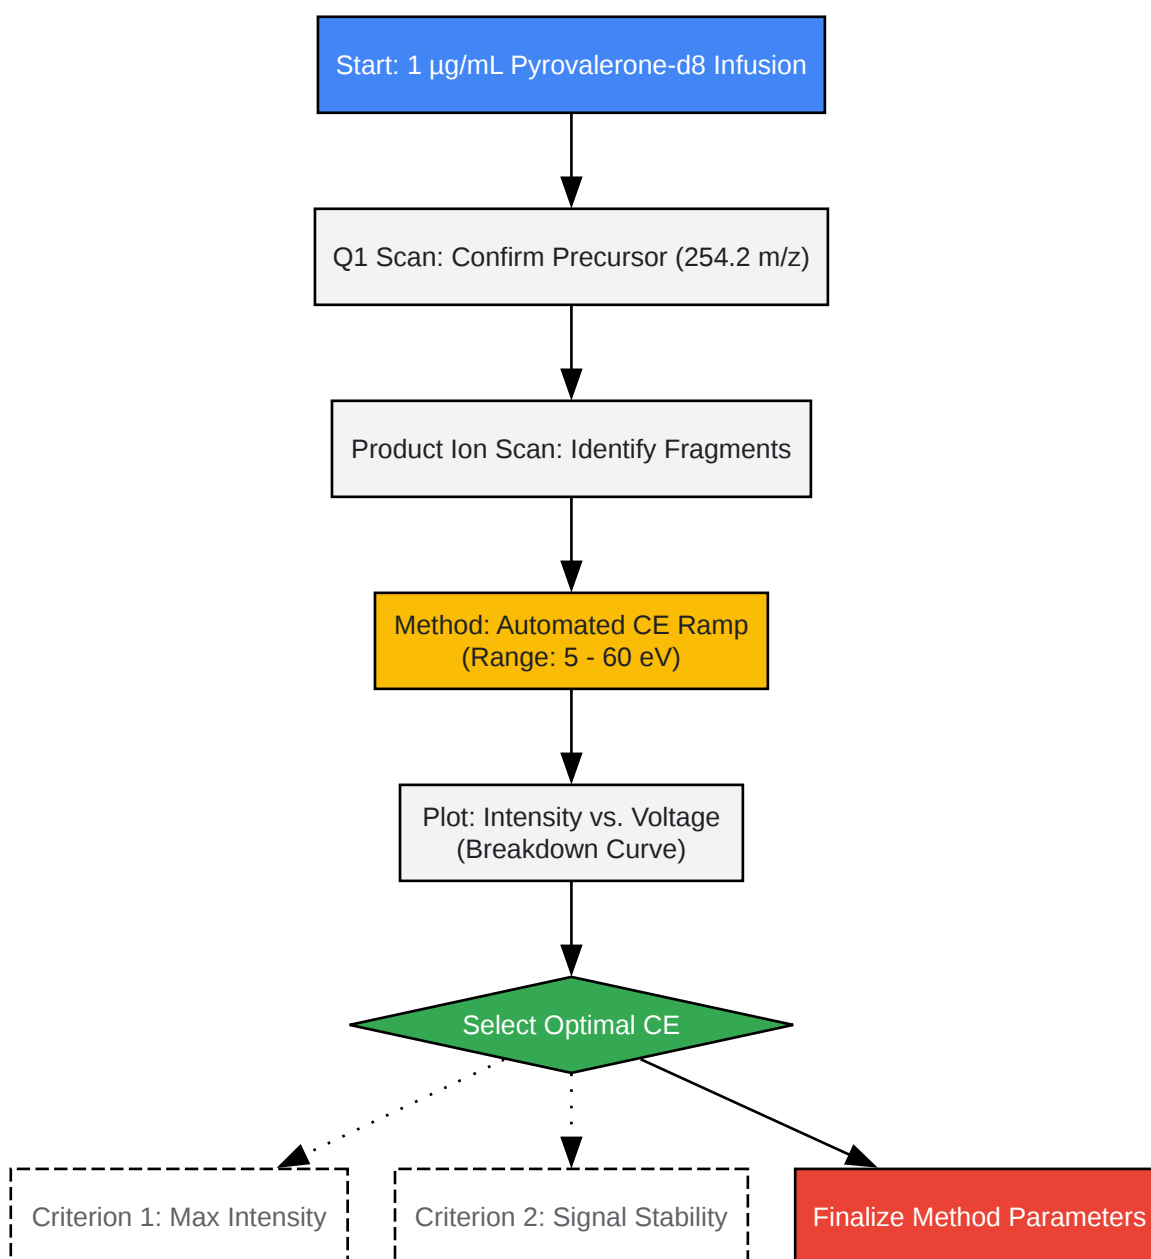 Start: 1 µg/mL Pyrovalerone-d8 Infusion
Q1 Scan: Confirm Precursor (254.2 m/z)
Product Ion Scan: Identify Fragments
Method: Automated CE Ramp
(Range: 5 - 60 eV)
Plot: Intensity vs. Voltage
(Breakdown Curve)
Select Optimal CE
Criterion 1: Max Intensity
Criterion 2: Signal Stability
Finalize Method Parameters